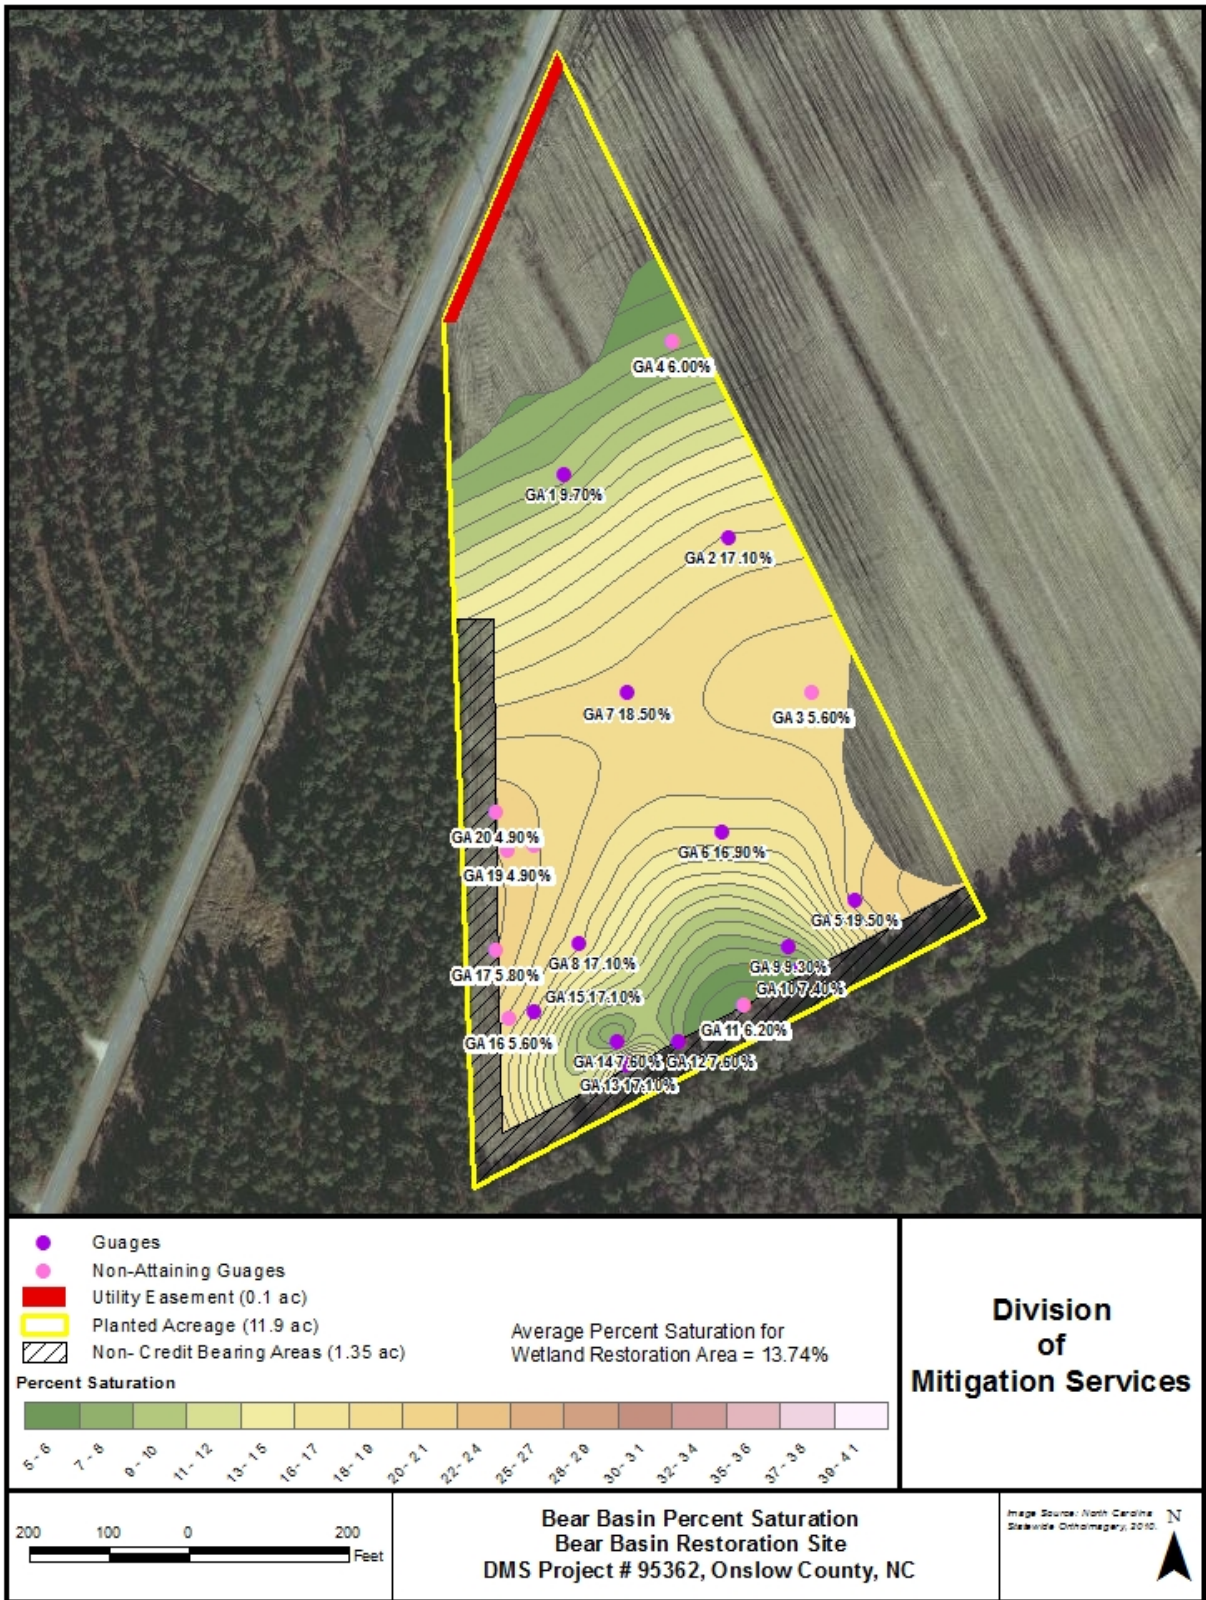 GA 4 6.00%
GA 1 9.70%
GA 2 17.10%
GA 7 18.50%
GA 3 5.60%
GA 20 4.90%
GA 6 16.90%
GA 19 4.90%
GA 5 19.50%
GA 8 17.10%
GA 9 9.30%
GA 17 5.80%
GA 10 7.40%
GA 15 17.10%
GA 11 6.20%
GA 16 5.60%
GA 14 7.60% GA 12 7.60%
GA 13 17.10%
Guages
Non-Attaining Guages
Utility Easement (0.1 ac)
Planted Acreage (11.9 ac)
Non- Credit Bearing Areas (1.35 ac)
Average Percent Saturation for
Wetland Restoration Area = 13.74%
Percent Saturation
5 - 6 7 - 8 9 - 10 11 - 12 13 - 15 16 - 17 18 - 19 20 - 21 22 - 24 25 - 27 28 - 29 30 - 31 32 - 34 35 - 36 37 - 38 39 - 41
Division
of
Mitigation Services
200 100 0 200
Feet
Bear Basin Percent Saturation
Bear Basin Restoration Site
DMS Project # 95362, Onslow County, NC
Image Source: North Carolina
Statewide Orthoimagery, 2010.
N